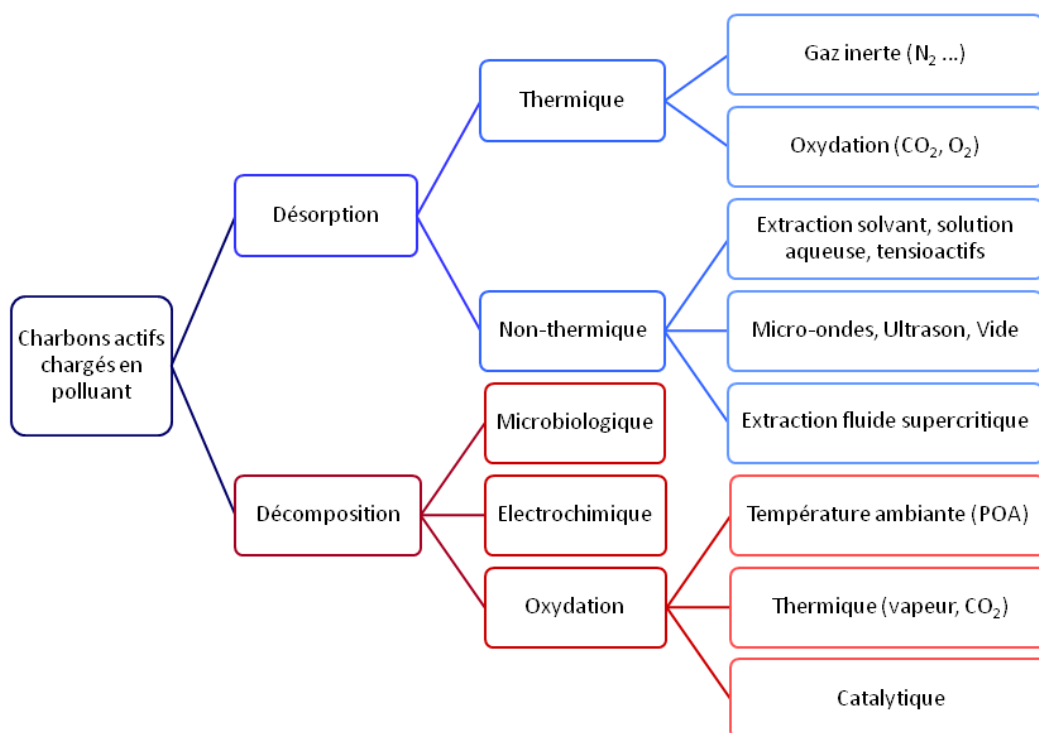 Charbons actifs
chargés en
polluant
Désorption
Thermique
Gaz inerte (N₂ ...)
Oxydation (CO₂, O₂)
Non-thermique
Extraction solvant, solution
aqueuse, tensioactifs
Micro-ondes, Ultrason, Vide
Extraction fluide supercritique
Décomposition
Microbiologique
Electrochimique
Oxydation
Température ambiante (POA)
Thermique (vapeur, CO₂)
Catalytique